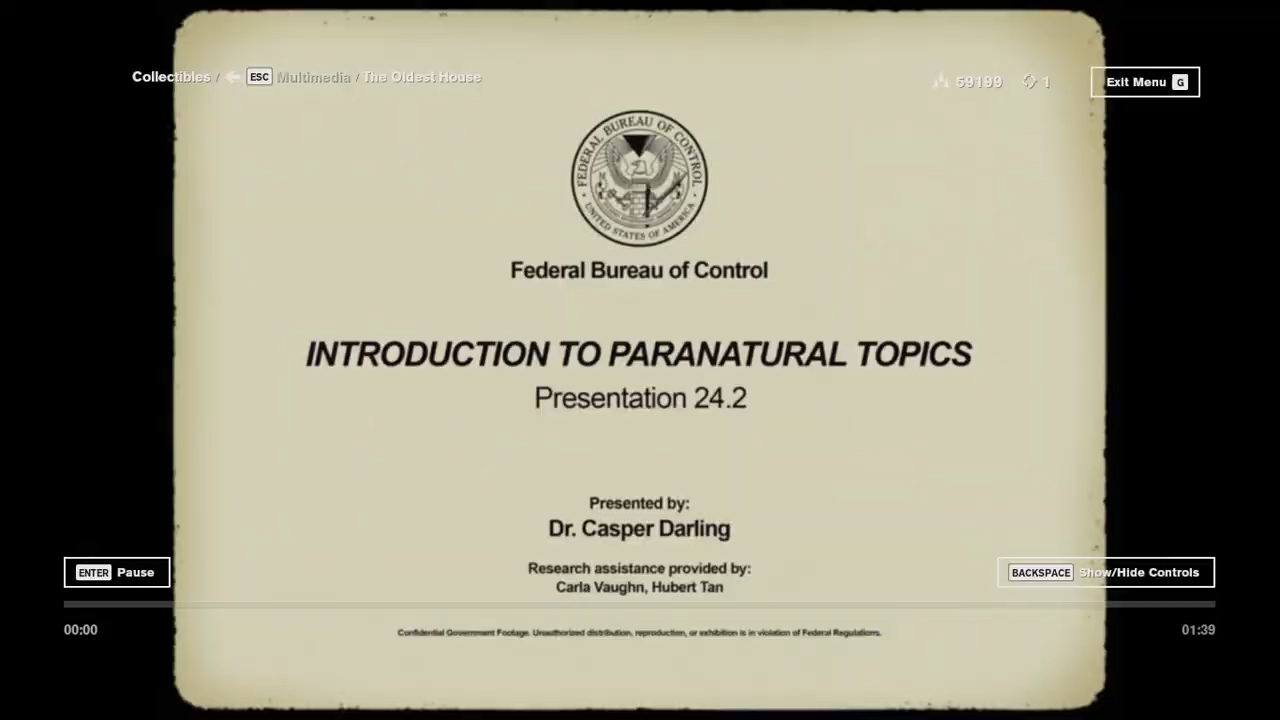 Collectibles / ESC Multimedia / The Oldest House
59199
1
Exit Menu G
FEDERAL BUREAU OF CONTROL
UNITED STATES OF AMERICA
Federal Bureau of Control
INTRODUCTION TO PARANATURAL TOPICS
Presentation 24.2
Presented by:
Dr. Casper Darling
Research assistance provided by:
Carla Vaughn, Hubert Tan
ENTER Pause
BACKSPACE Show/Hide Controls
00:00
01:39
Confidential Government Footage. Unauthorized distribution, reproduction, or exhibition is in violation of Federal Regulations.